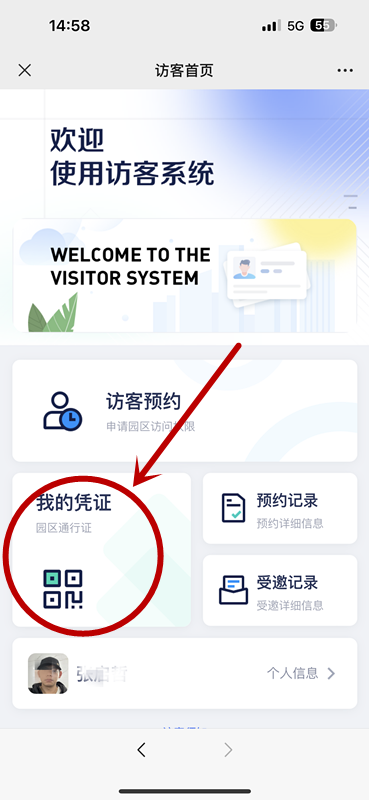 14:58
5G
55
访客首页
欢迎
使用访客系统
WELCOME TO THE
VISITOR SYSTEM
访客预约
申请园区访问权限
我的凭证
园区通行证
预约记录
预约详细信息
受邀记录
受邀详细信息
个人信息